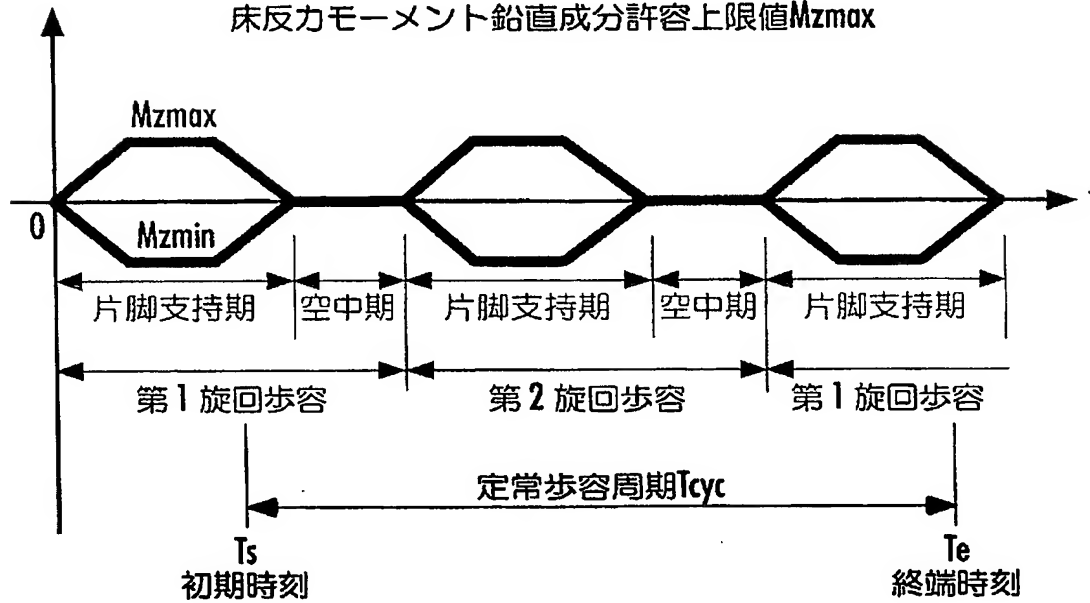 床反力モーメント鉛直成分許容上限値Mzmax
Mzmax
0
Mzmin
片脚支持期 空中期 片脚支持期 空中期 片脚支持期
第1旋回歩容 第2旋回歩容 第1旋回歩容
定常歩容周期Tcyc
Ts Te
初期時刻 終端時刻